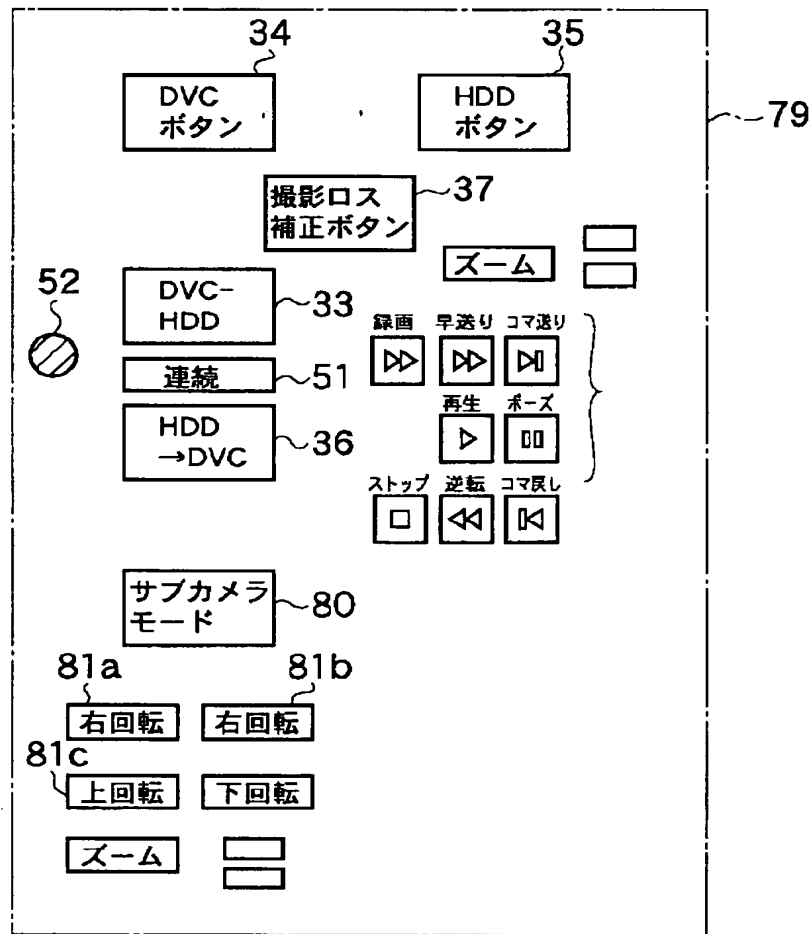 34
35
DVC
ボタン
HDD
ボタン
79
撮影ロス
補正ボタン
37
ズーム
52
DVC-
HDD
33
録画 早送り コマ送り
連続
51
再生 ポーズ
HDD
→DVC
36
ストップ 逆転 コマ戻し
サブカメラ
モード
80
81a
81b
右回転
右回転
81c
上回転
下回転
ズーム